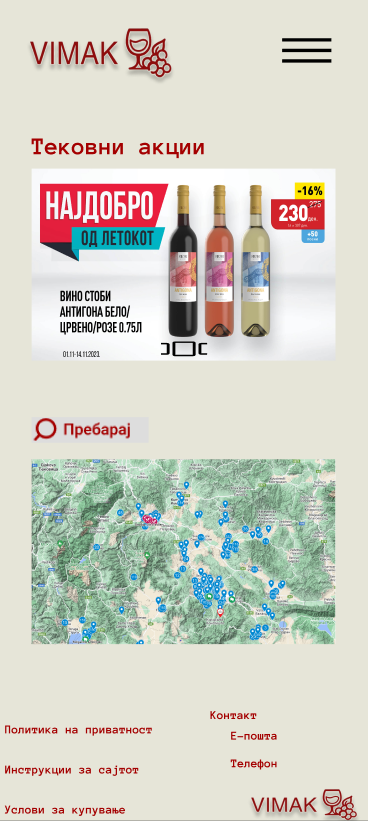 VIMAK
Тековни акции
НАЈДОБРО
ОД ЛЕТОКОТ
-16%
275
230 ден.
+50
ВИНО СТОБИ
АНТИГОНА БЕЛО/
ЦРВЕНО/РОЗЕ 0.75Л
01.11-14.11.2023
Пребарај
Контакт
Е-пошта
Политика на приватност
Телефон
Инструкции за сајтот
Услови за купување
VIMAK